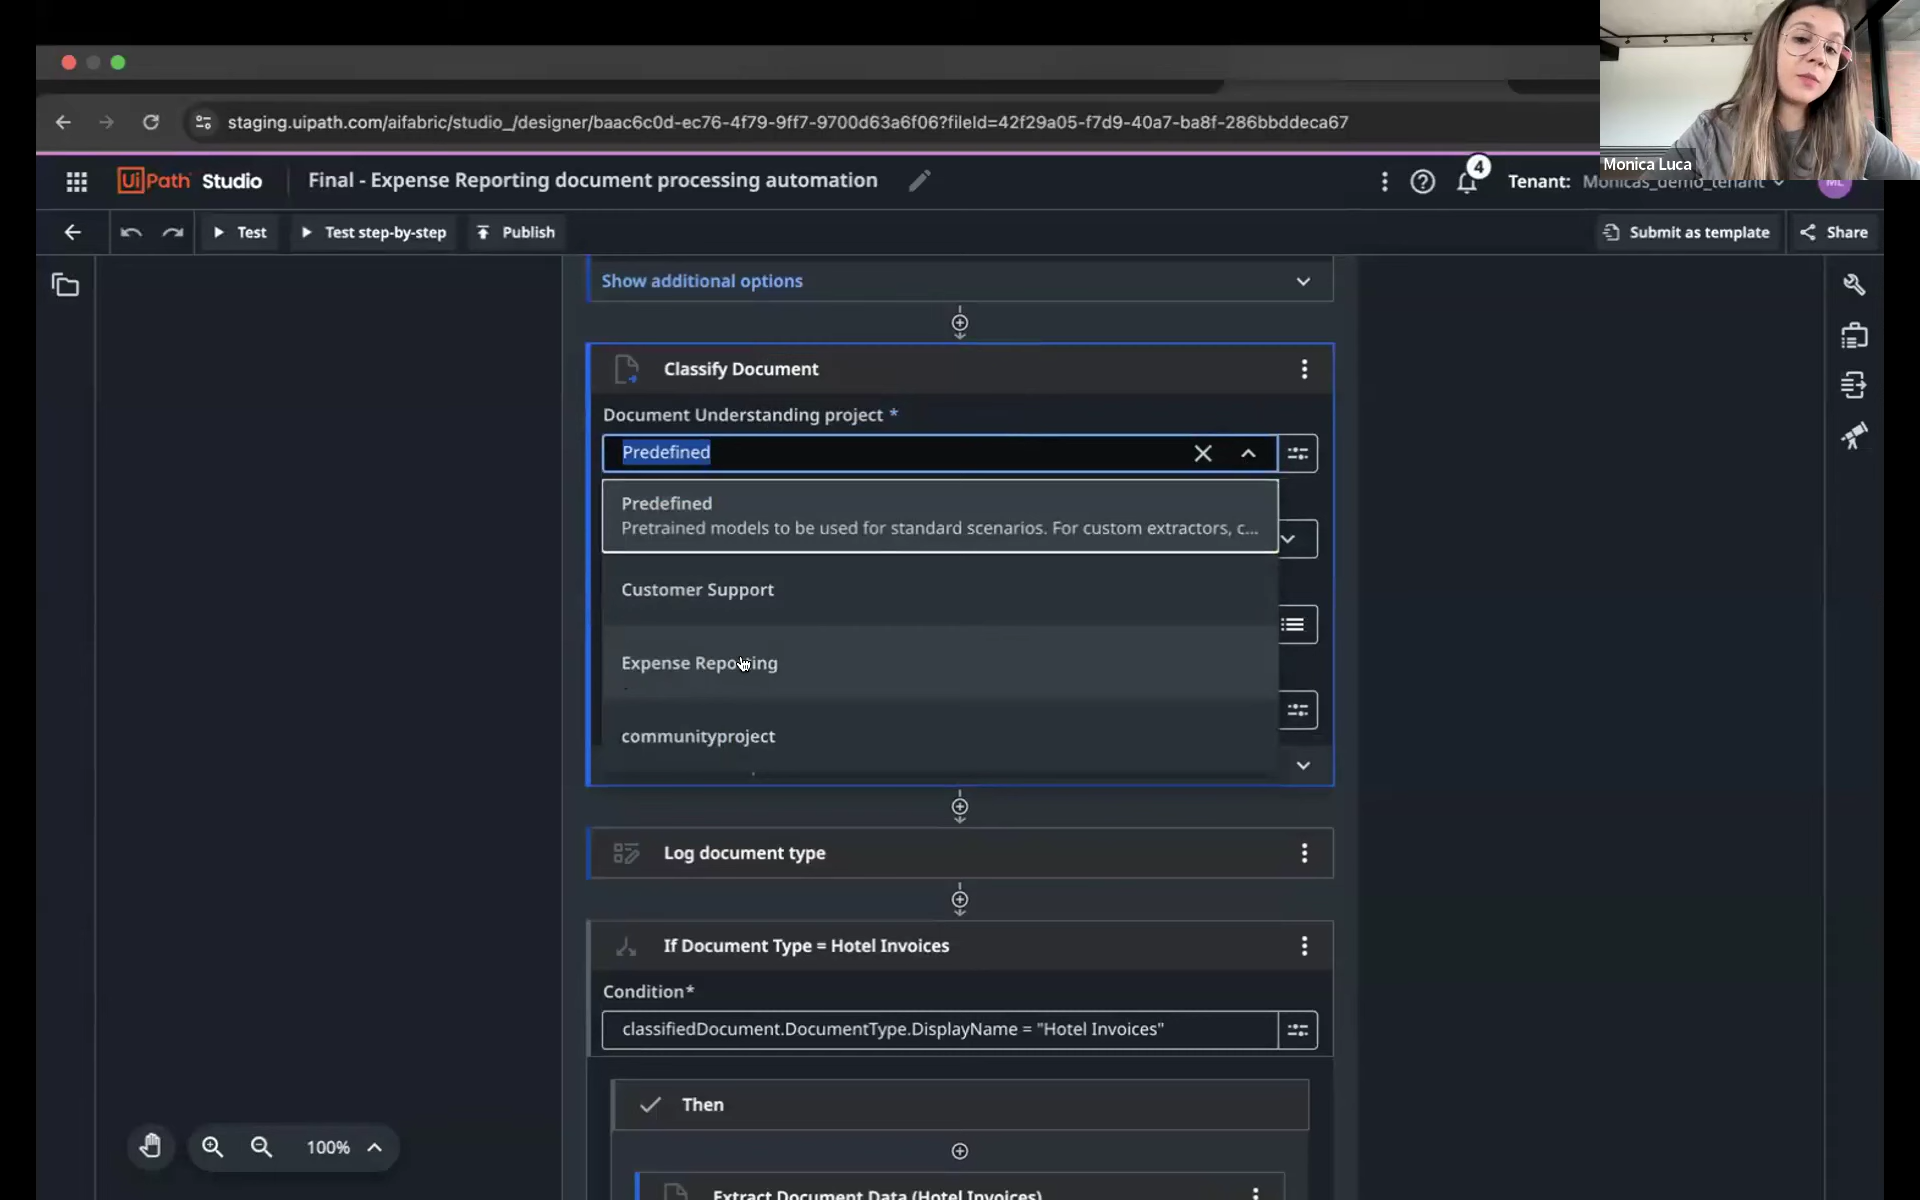 staging.uipath.com/aifabric/studio_/designer/baac6c0d-ec76-4f79-9ff7-9700d63a6f06?fileId=42f29a05-f7d9-40a7-ba8f-286bbddeca67
Monica Luca
UiPath Studio
Final - Expense Reporting document processing automation
4
Tenant: Monicas_demo_tenant
ML
Test
Test step-by-step
Publish
Submit as template
Share
Show additional options
Classify Document
Document Understanding project *
Predefined
Predefined
Pretrained models to be used for standard scenarios. For custom extractors, c...
Customer Support
Expense Reporting
communityproject
Log document type
If Document Type = Hotel Invoices
Condition*
classifiedDocument.DocumentType.DisplayName = "Hotel Invoices"
Then
Extract Document Data (Hotel Invoices)
100%